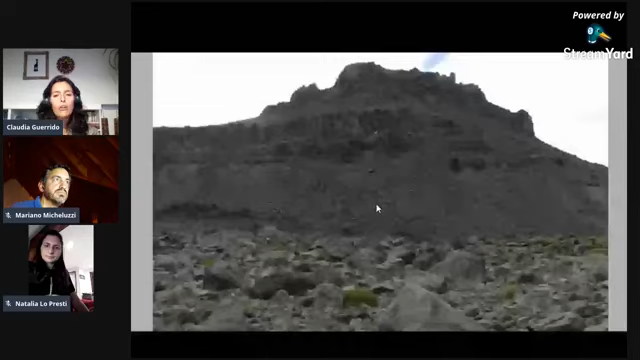 Powered by
StreamYard
Claudia Guerrido
Mariano Micheluzzi
Natalia Lo Presti